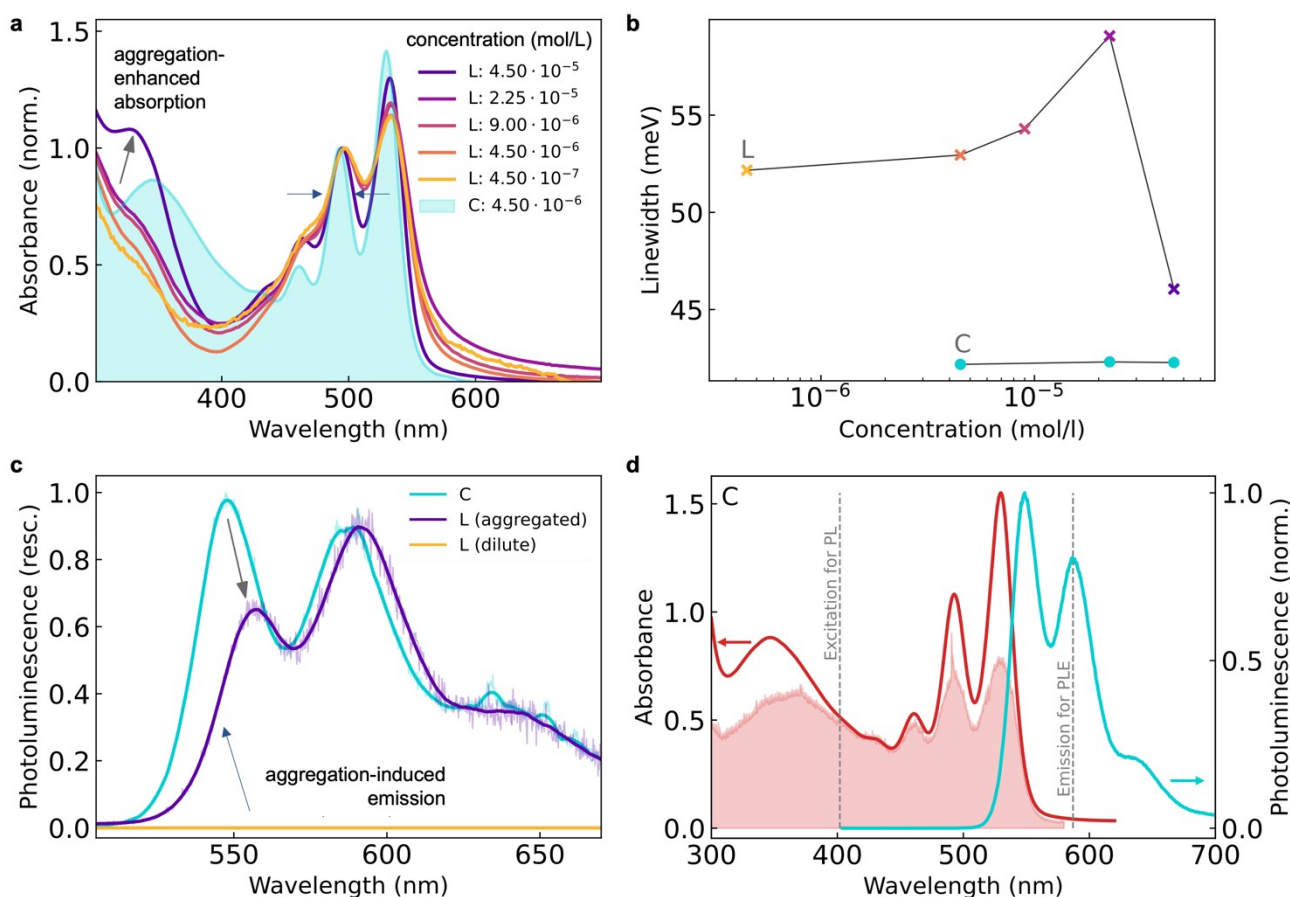 a
1.5
1.0
0.5
0.0
Absorbance (norm.)
aggregation-
enhanced
absorption
concentration (mol/L)
L: 4.50 · 10⁻⁵
L: 2.25 · 10⁻⁵
L: 9.00 · 10⁻⁶
L: 4.50 · 10⁻⁶
L: 4.50 · 10⁻⁷
C: 4.50 · 10⁻⁶
400 500 600
Wavelength (nm)
b
55
50
45
Linewidth (meV)
L
C
10⁻⁶ 10⁻⁵
Concentration (mol/l)
c
1.0
0.8
0.6
0.4
0.2
0.0
Photoluminescence (resc.)
C
L (aggregated)
L (dilute)
aggregation-induced
emission
550 600 650
Wavelength (nm)
d
C
1.5
1.0
0.5
0.0
Absorbance
Excitation for PL
Emission for PLE
1.0
0.5
0.0
Photoluminescence (norm.)
300 400 500 600 700
Wavelength (nm)